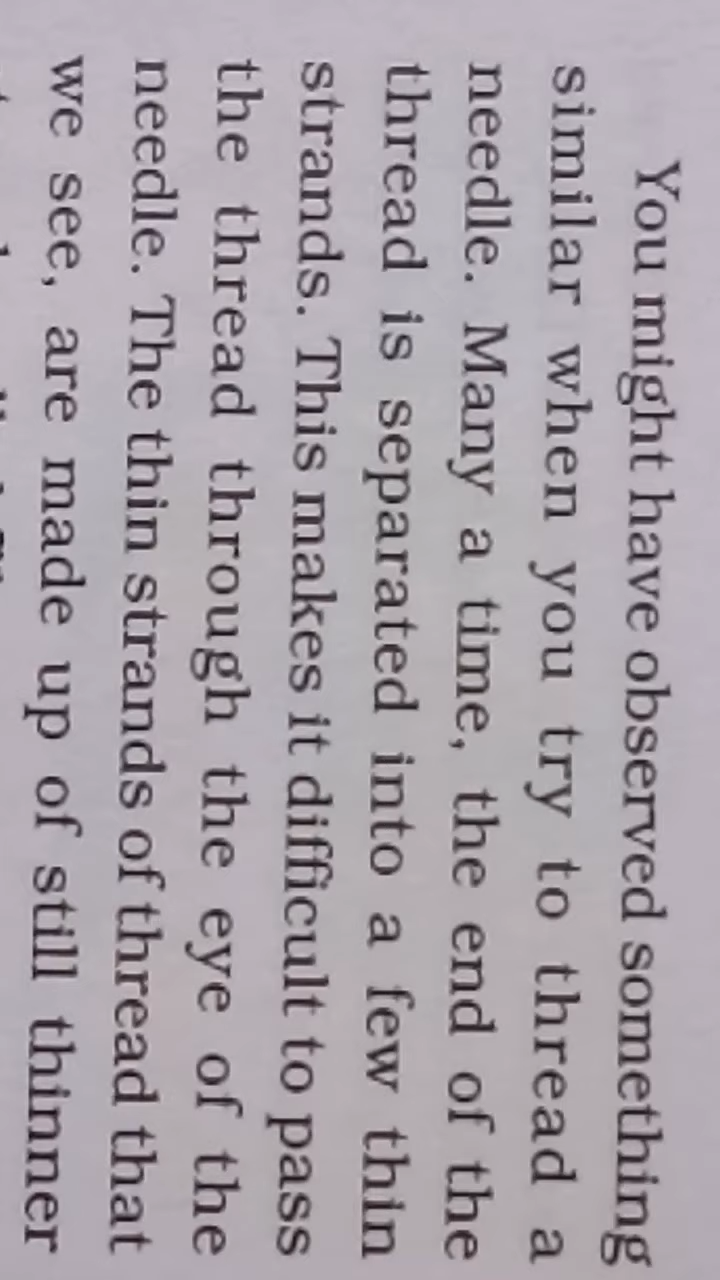 You might have observed something
similar when you try to thread a
needle. Many a time, the end of the
thread is separated into a few thin
strands. This makes it difficult to pass
the thread through the eye of the
needle. The thin strands of thread that
we see, are made up of still thinner